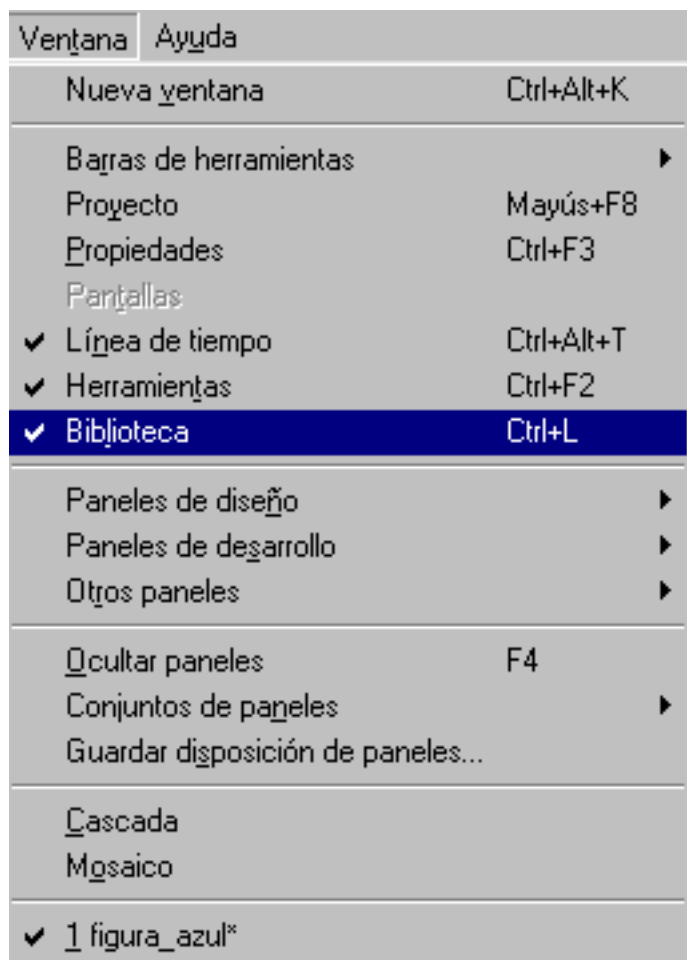 Ventana Ayuda
Nueva ventana Ctrl+Alt+K
Barras de herramientas
Proyecto Mayús+F8
Propiedades Ctrl+F3
Pantallas
Línea de tiempo Ctrl+Alt+T
Herramientas Ctrl+F2
Biblioteca Ctrl+L
Paneles de diseño
Paneles de desarrollo
Otros paneles
Ocultar paneles F4
Conjuntos de paneles
Guardar disposición de paneles...
Cascada
Mosaico
1 figura_azul*